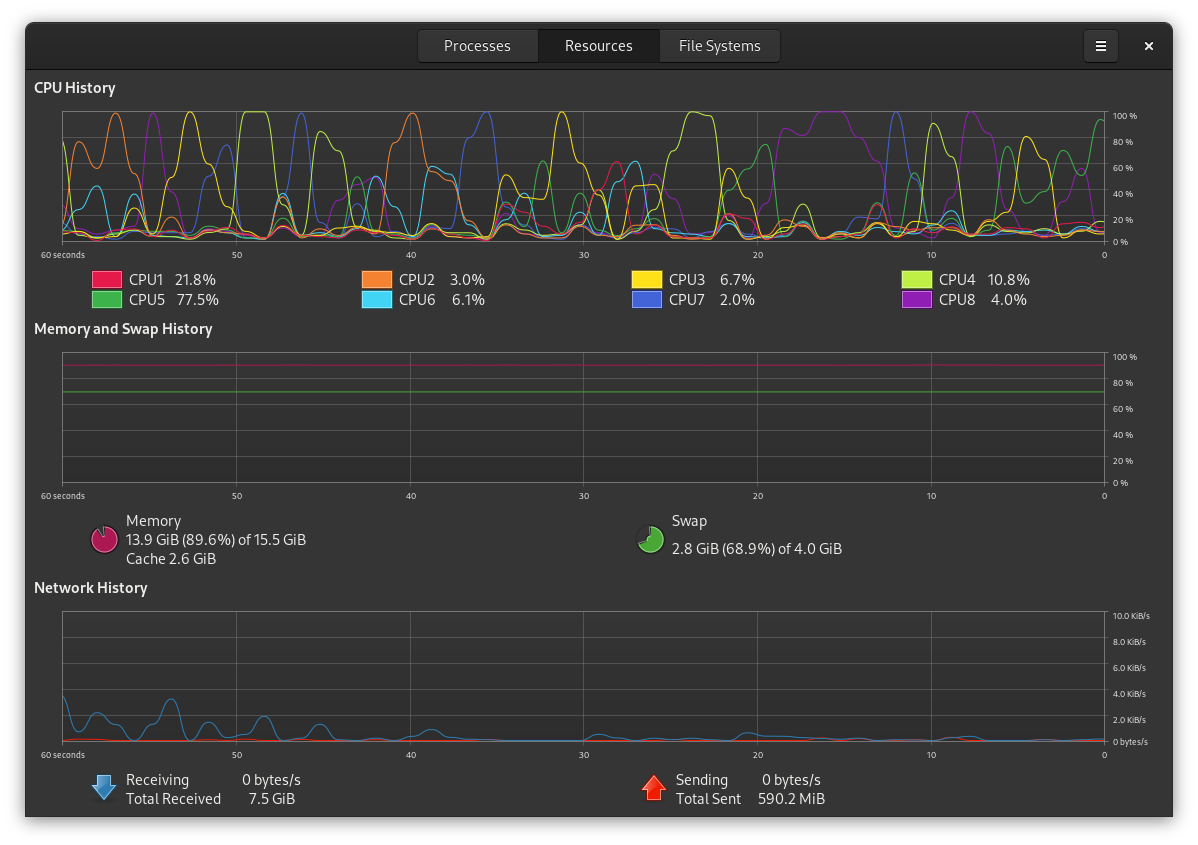 Processes Resources File Systems
CPU History
100 %
80 %
60 %
40 %
20 %
0 %
60 seconds 50 40 30 20 10 0
CPU1 21.8% CPU2 3.0% CPU3 6.7% CPU4 10.8%
CPU5 77.5% CPU6 6.1% CPU7 2.0% CPU8 4.0%
Memory and Swap History
100 %
80 %
60 %
40 %
20 %
0 %
60 seconds 50 40 30 20 10 0
Memory Swap
13.9 GiB (89.6%) of 15.5 GiB 2.8 GiB (68.9%) of 4.0 GiB
Cache 2.6 GiB
Network History
10.0 KiB/s
8.0 KiB/s
6.0 KiB/s
4.0 KiB/s
2.0 KiB/s
0 bytes/s
60 seconds 50 40 30 20 10 0
Receiving 0 bytes/s Sending 0 bytes/s
Total Received 7.5 GiB Total Sent 590.2 MiB